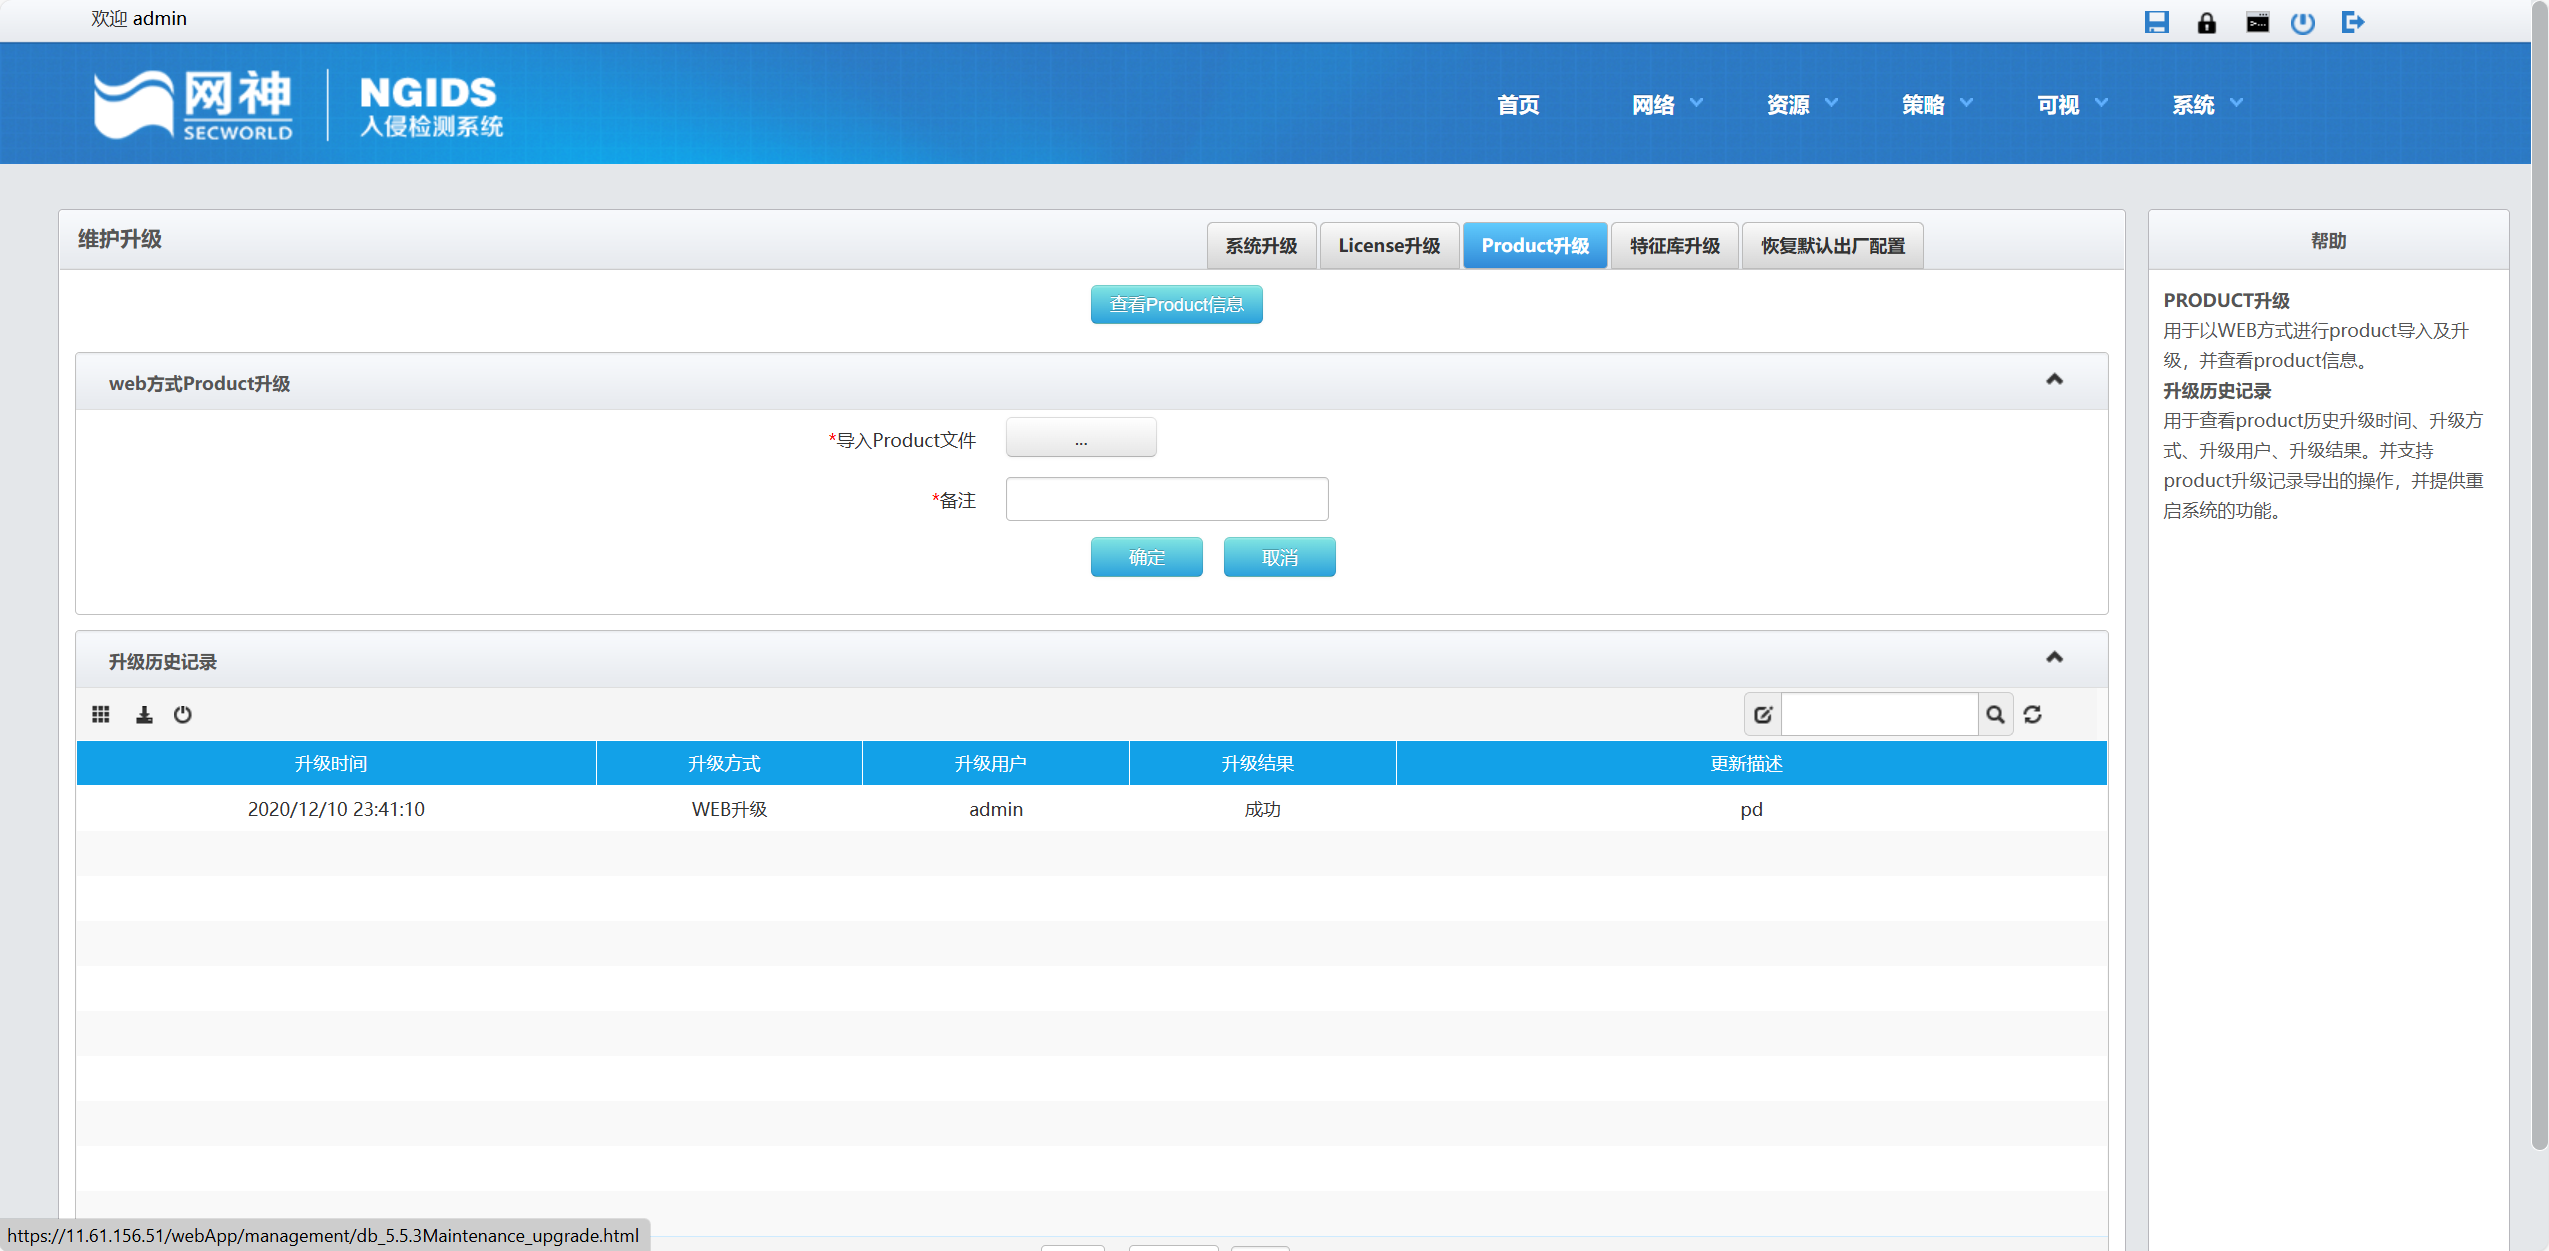 欢迎 admin
网神
SECWORLD
NGIDS
入侵检测系统
首页
网络
资源
策略
可视
系统
维护升级
系统升级
License升级
Product升级
特征库升级
恢复默认出厂配置
查看Product信息
web方式Product升级
*导入Product文件
...
*备注
确定
取消
升级历史记录
升级时间
升级方式
升级用户
升级结果
更新描述
2020/12/10 23:41:10
WEB升级
admin
成功
pd
帮助
PRODUCT升级
用于以WEB方式进行product导入及升
级，并查看product信息。
升级历史记录
用于查看product历史升级时间、升级方
式、升级用户、升级结果。并支持
product升级记录导出的操作，并提供重
启系统的功能。
https://11.61.156.51/webApp/management/db_5.5.3Maintenance_upgrade.html